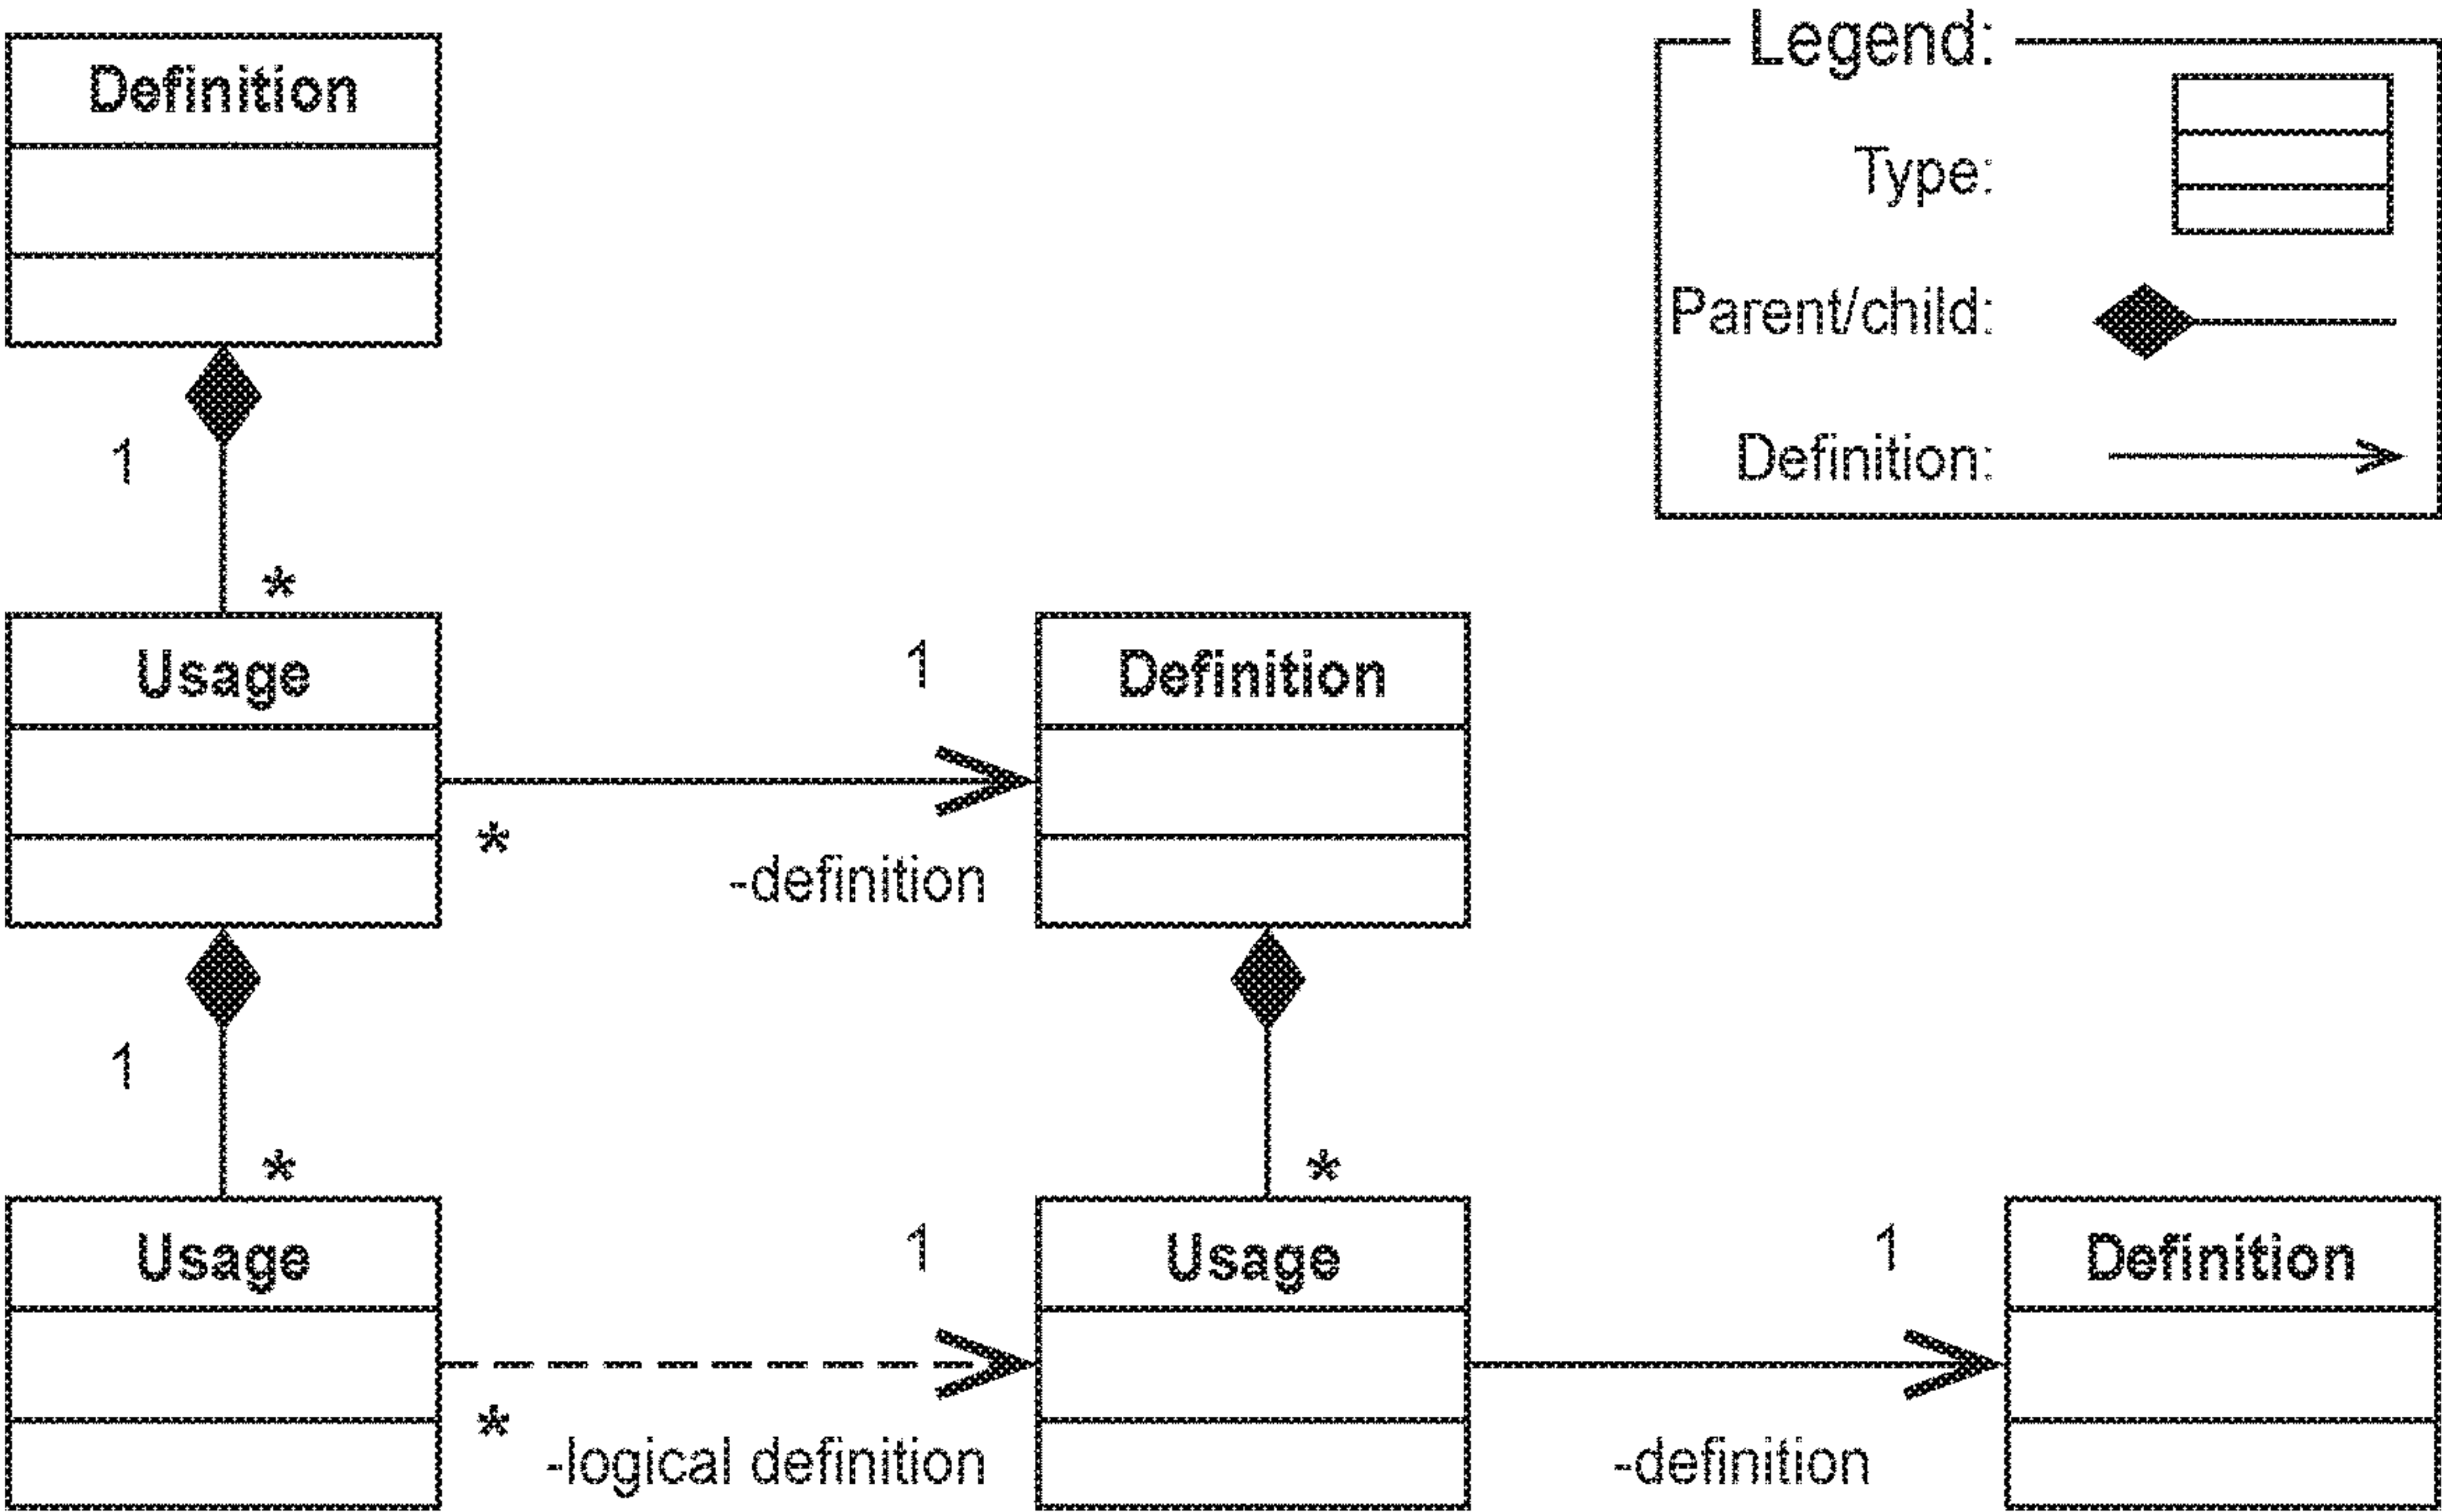 Definition
Legend:
Type:
Parent/child:
Definition:
1
*
Usage
1
Definition
*
-definition
1
*
*
Usage
1
Usage
1
Definition
*
-logical definition
-definition